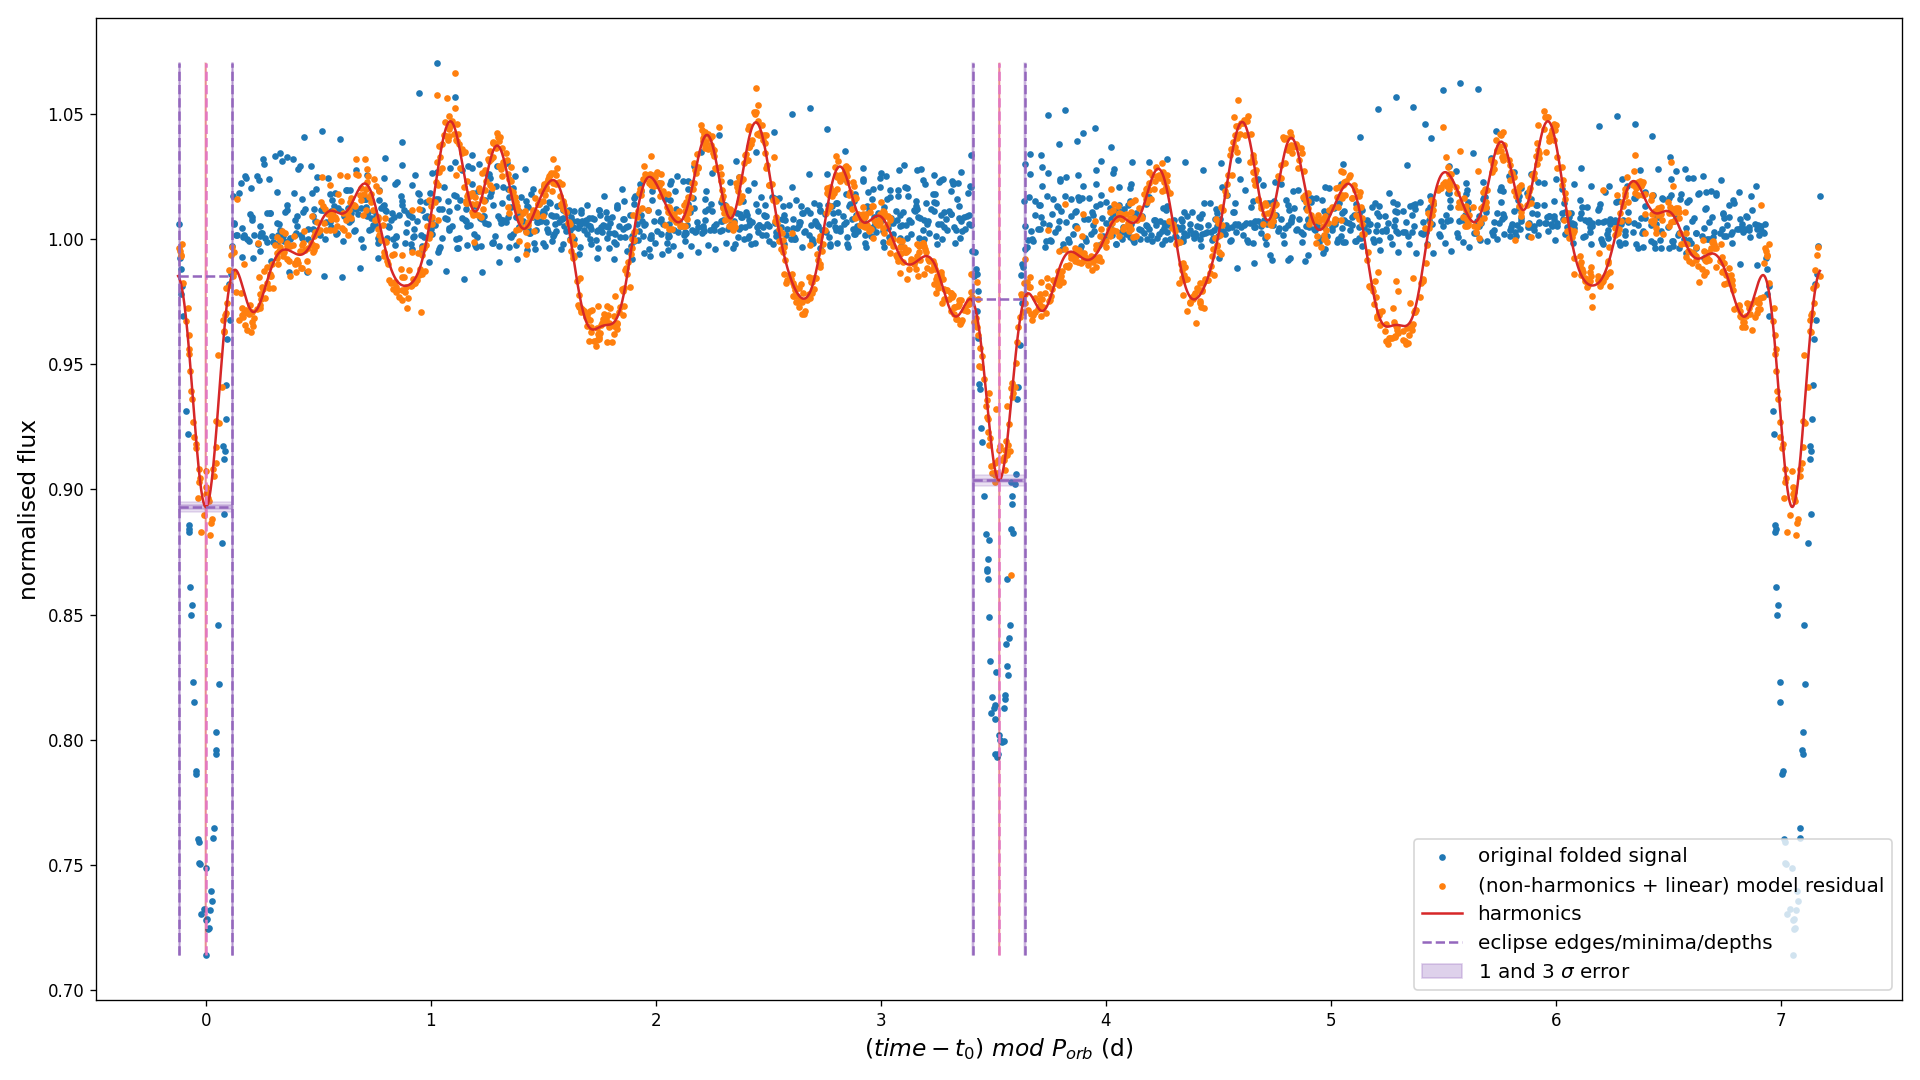 normalised flux
1.05
1.00
0.95
0.90
0.85
0.80
0.75
0.70
0 1 2 3 4 5 6 7
(time − t₀) mod P_orb (d)
original folded signal
(non-harmonics + linear) model residual
harmonics
eclipse edges/minima/depths
1 and 3 σ error